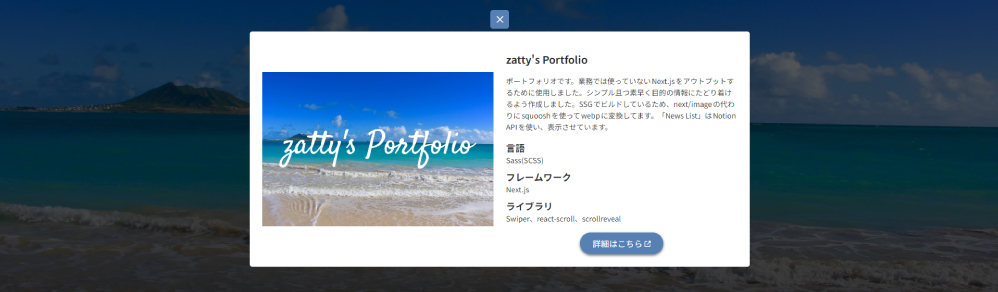 zatty's Portfolio
zatty's Portfolio
ポートフォリオです。業務では使っていないNext.jsをアウトプットす
るために使用しました。シンプル且つ素早く目的の情報にたどり着け
るよう作成しました。SSGでビルドしているため、next/imageの代わ
りにsquooshを使ってwebpに変換してます。「News List」はNotion
APIを使い、表示させています。
言語
Sass(SCSS)
フレームワーク
Next.js
ライブラリ
Swiper、react-scroll、scrollreveal
詳細はこちら